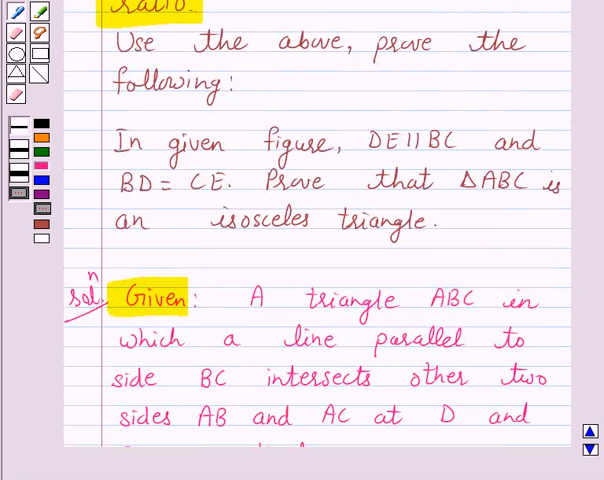 ratio.
Use the above, prove the
following:
In given figure, DE||BC and
BD = CE. Prove that ΔABC is
an isosceles triangle.
solⁿ. Given: A triangle ABC in
which a line parallel to
side BC intersects other two
sides AB and AC at D and